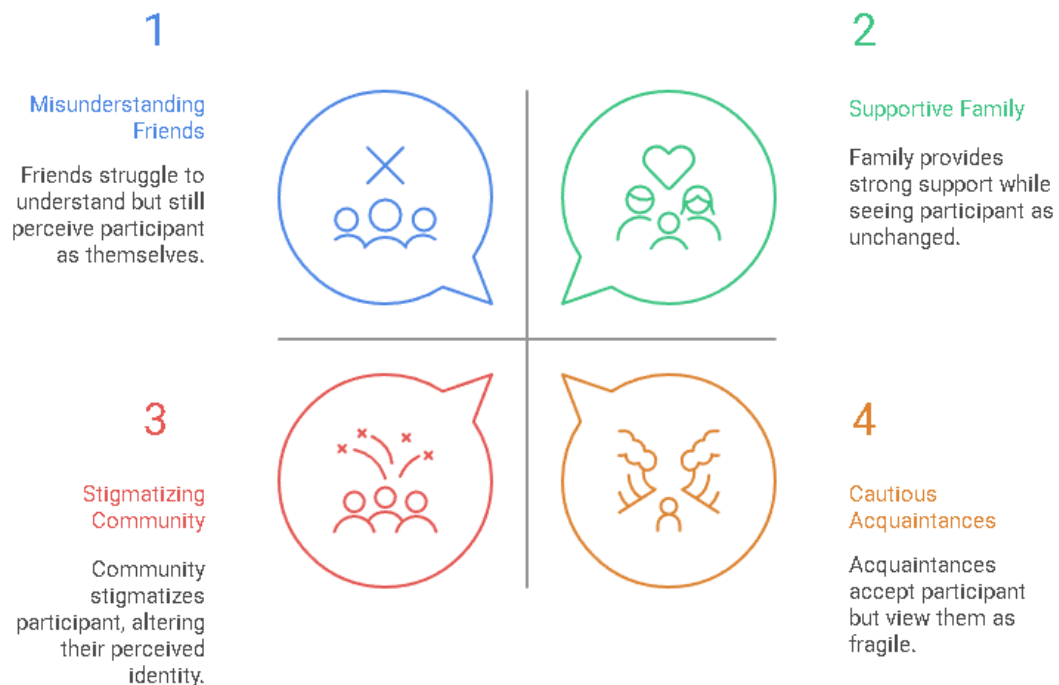 1
Misunderstanding
Friends
Friends struggle to
understand but still
perceive participant
as themselves.
2
Supportive Family
Family provides
strong support while
seeing participant as
unchanged.
3
Stigmatizing
Community
Community
stigmatizes
participant, altering
their perceived
identity.
4
Cautious
Acquaintances
Acquaintances
accept participant
but view them as
fragile.